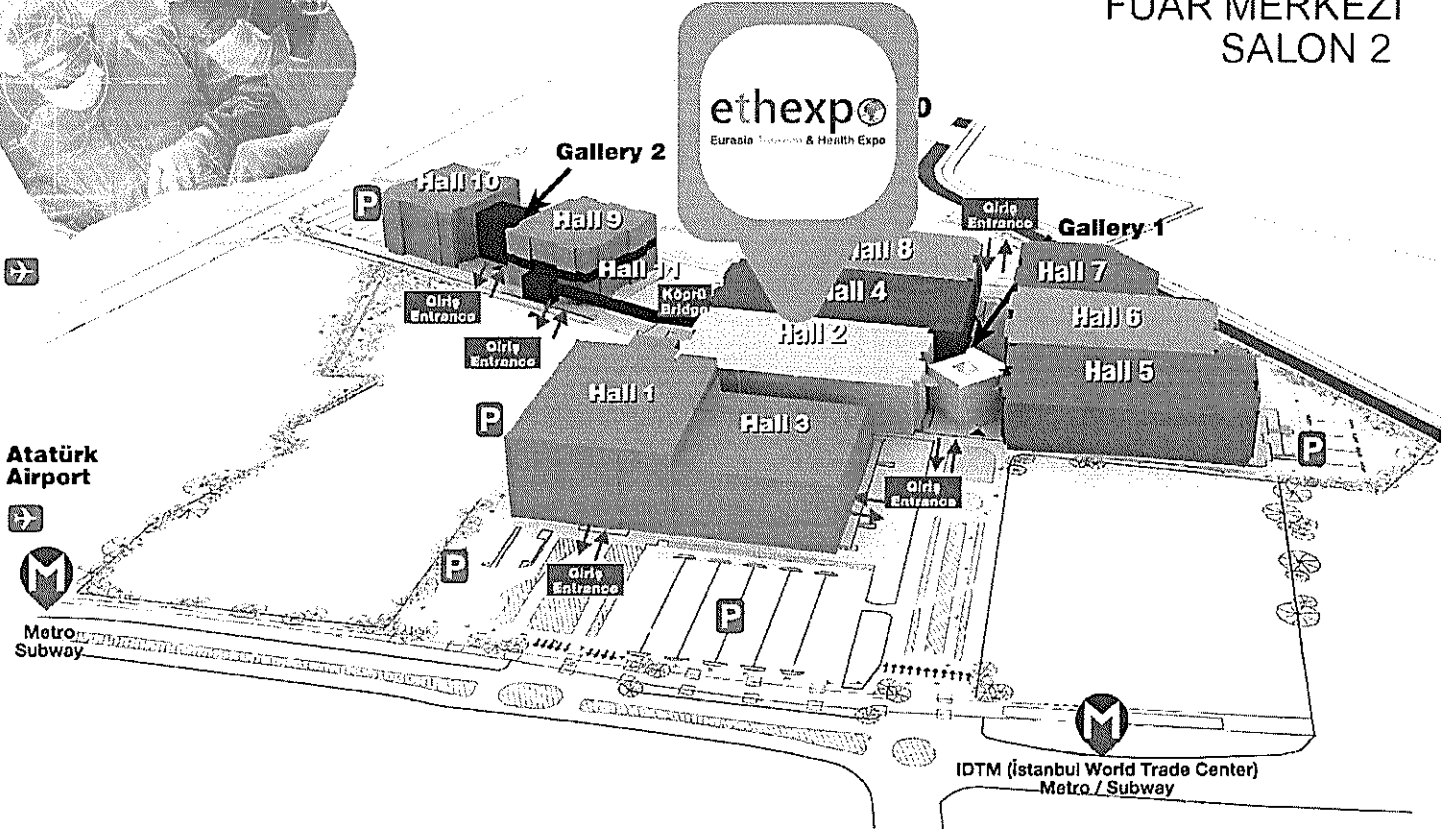 FUAR MERKEZİ
SALON 2
ethexpo
Eurasia Tourism & Health Expo
Gallery 2
Hall 10
P
Hall 9
Giriş
Entrance
Gallery 1
Hall 8
Hall 7
Hall 11
Hall 4
Köprü
Bridge
Giriş
Entrance
Hall 6
Hall 2
Giriş
Entrance
Hall 5
Hall 1
P
Hall 3
P
Atatürk
Airport
Giriş
Entrance
P
Giriş
Entrance
P
M
Metro
Subway
M
IDTM (İstanbul World Trade Center)
Metro / Subway